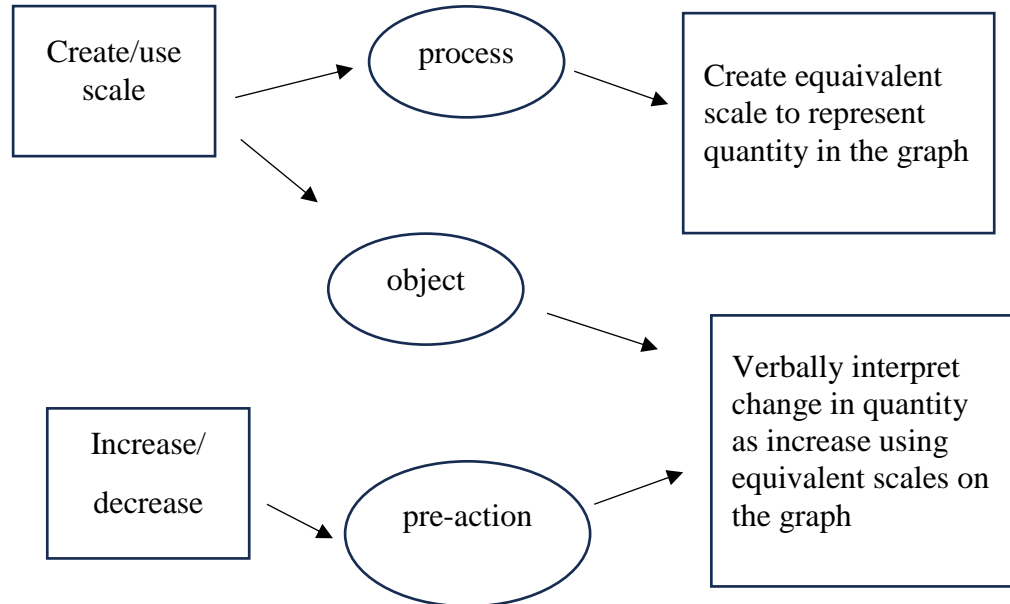 Create/use
scale
process
Create equaivalent
scale to represent
quantity in the graph
object
Increase/
decrease
pre-action
Verbally interpret
change in quantity
as increase using
equivalent scales on
the graph